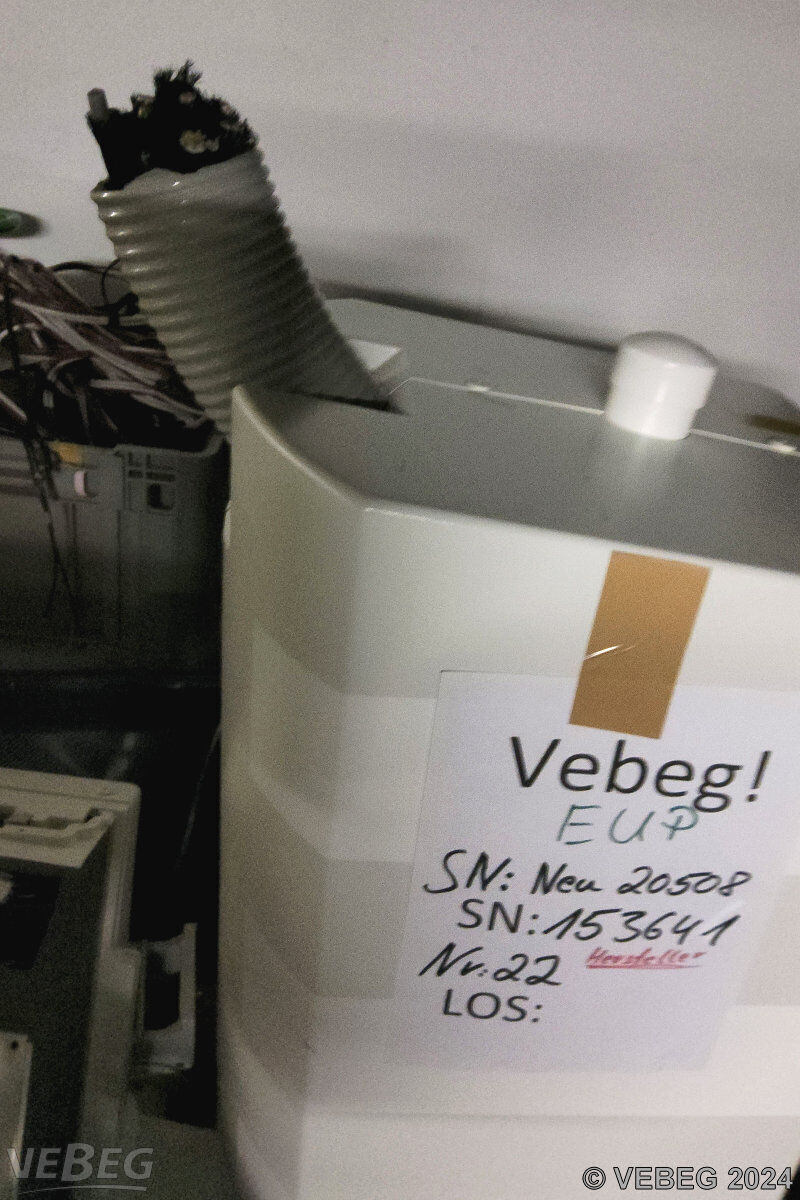 Vebeg!
EUP
SN: Neu 20508
SN: 153641
Hersteller
Nr: 22
LOS:
VEBEG
© VEBEG 2024